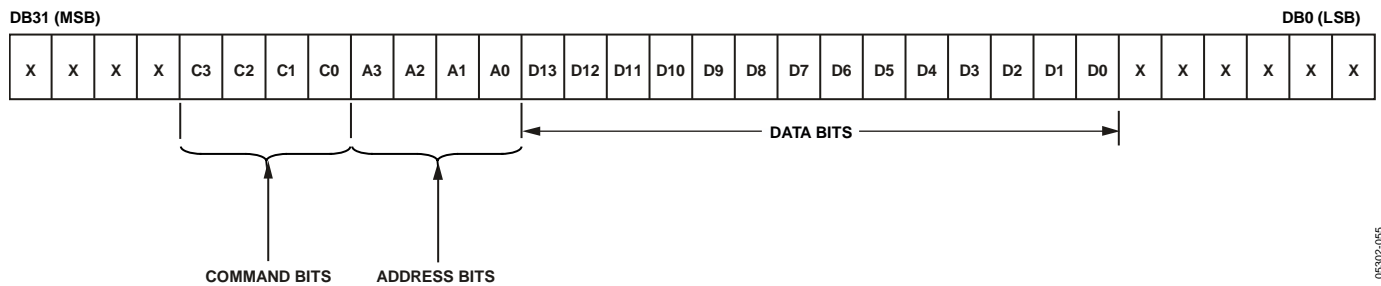 DB31 (MSB) DB0 (LSB)
X X X X C3 C2 C1 C0 A3 A2 A1 A0 D13 D12 D11 D10 D9 D8 D7 D6 D5 D4 D3 D2 D1 D0 X X X X X X
DATA BITS
COMMAND BITS ADDRESS BITS
05302-055